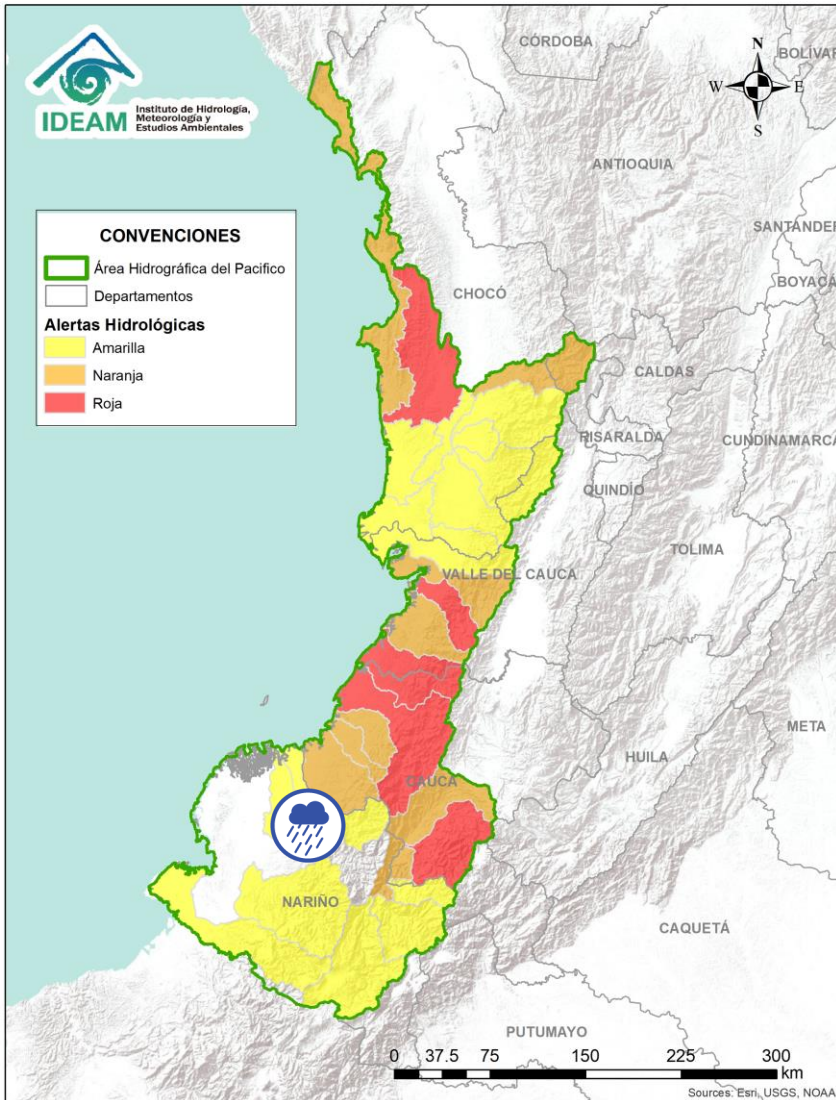 IDEAM
Instituto de Hidrología,
Meteorología y
Estudios Ambientales
CÓRDOBA
BOLÍVAR
N
W
E
S
ANTIOQUIA
SANTANDER
BOYACÁ
CONVENCIONES
Área Hidrográfica del Pacifico
Departamentos
Alertas Hidrológicas
Amarilla
Naranja
Roja
CHOCÓ
CALDAS
RISARALDA
CUNDINAMARCA
QUINDÍO
TOLIMA
VALLE DEL CAUCA
META
HUILA
CAUCA
NARIÑO
CAQUETÁ
PUTUMAYO
0 37.5 75 150 225 300
km
Sources: Esri, USGS, NOAA